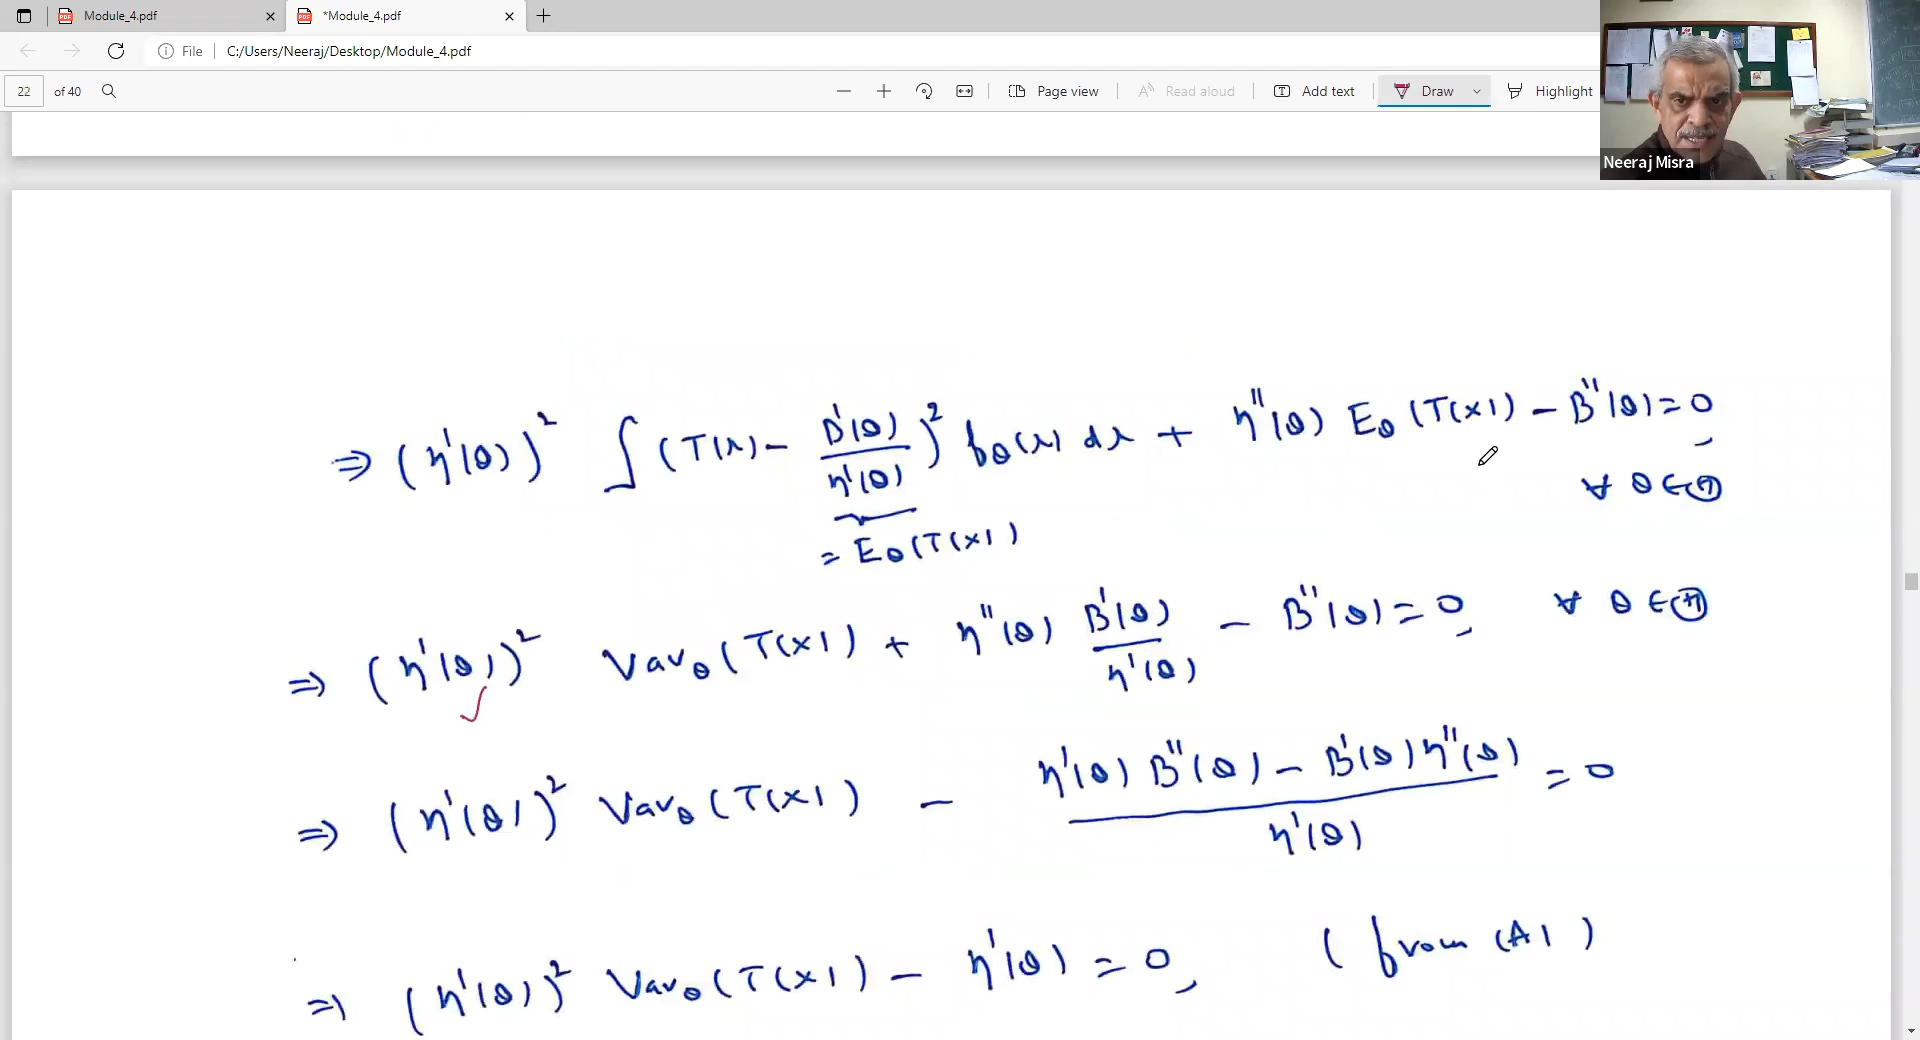 Module_4.pdf
*Module_4.pdf
File C:/Users/Neeraj/Desktop/Module_4.pdf
22 of 40 Page view Read aloud Add text Draw Highlight
Neeraj Misra
⇒ (η'(θ))² ∫ (T(x) - B'(θ)/η'(θ))² f_θ(x) dx + η''(θ) E_θ(T(X)) - B''(θ) = 0,
∀ θ ∈ Θ
= E_θ(T(X))
⇒ (η'(θ))² Var_θ(T(X)) + η''(θ) B'(θ)/η'(θ) - B''(θ) = 0, ∀ θ ∈ Θ
⇒ (η'(θ))² Var_θ(T(X)) - (η'(θ) B''(θ) - B'(θ) η''(θ))/η'(θ) = 0
⇒ (η'(θ))² Var_θ(T(X)) - η'(θ) = 0, (from (A))